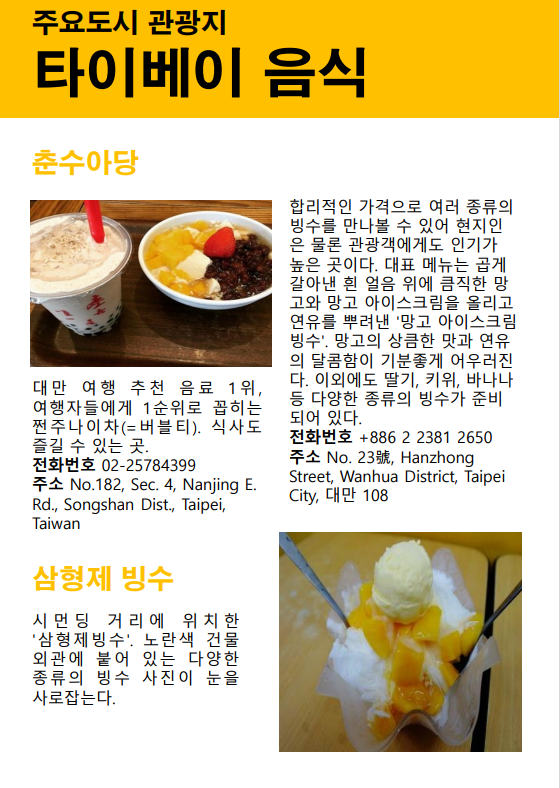 주요도시 관광지
타이베이 음식
춘수아당
대만 여행 추천 음료 1위,
여행자들에게 1순위로 꼽히는
쩐주나이차(=버블티). 식사도
즐길 수 있는 곳.
전화번호 02-25784399
주소 No.182, Sec. 4, Nanjing E.
Rd., Songshan Dist., Taipei,
Taiwan
삼형제 빙수
시먼딩 거리에 위치한
'삼형제빙수'. 노란색 건물
외관에 붙어 있는 다양한
종류의 빙수 사진이 눈을
사로잡는다.
합리적인 가격으로 여러 종류의
빙수를 만나볼 수 있어 현지인
은 물론 관광객에게도 인기가
높은 곳이다. 대표 메뉴는 곱게
갈아낸 흰 얼음 위에 큼직한 망
고와 망고 아이스크림을 올리고
연유를 뿌려낸 '망고 아이스크림
빙수'. 망고의 상큼한 맛과 연유
의 달콤함이 기분좋게 어우러진
다. 이외에도 딸기, 키위, 바나나
등 다양한 종류의 빙수가 준비
되어 있다.
전화번호 +886 2 2381 2650
주소 No. 23號, Hanzhong
Street, Wanhua District, Taipei
City, 대만 108